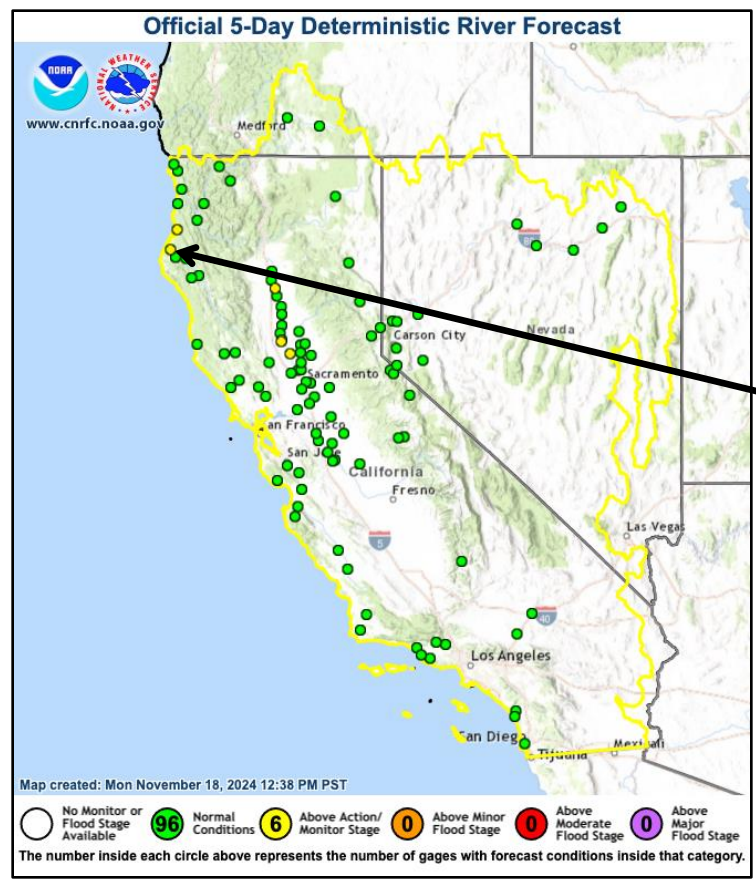 Official 5-Day Deterministic River Forecast
NOAA
NATIONAL WEATHER SERVICE
www.cnrfc.noaa.gov
Medford
80
Nevada
Carson City
Sacramento
an Francisco
San Jose
California
Fresno
5
Las Vegas
40
Los Angeles
San Diego
Tijuana
Mexicali
Map created: Mon November 18, 2024 12:38 PM PST
No Monitor or
Flood Stage
Available
96
Normal
Conditions
6
Above Action/
Monitor Stage
0
Above Minor
Flood Stage
0
Above
Moderate
Flood Stage
0
Above
Major
Flood Stage
The number inside each circle above represents the number of gages with forecast conditions inside that category.